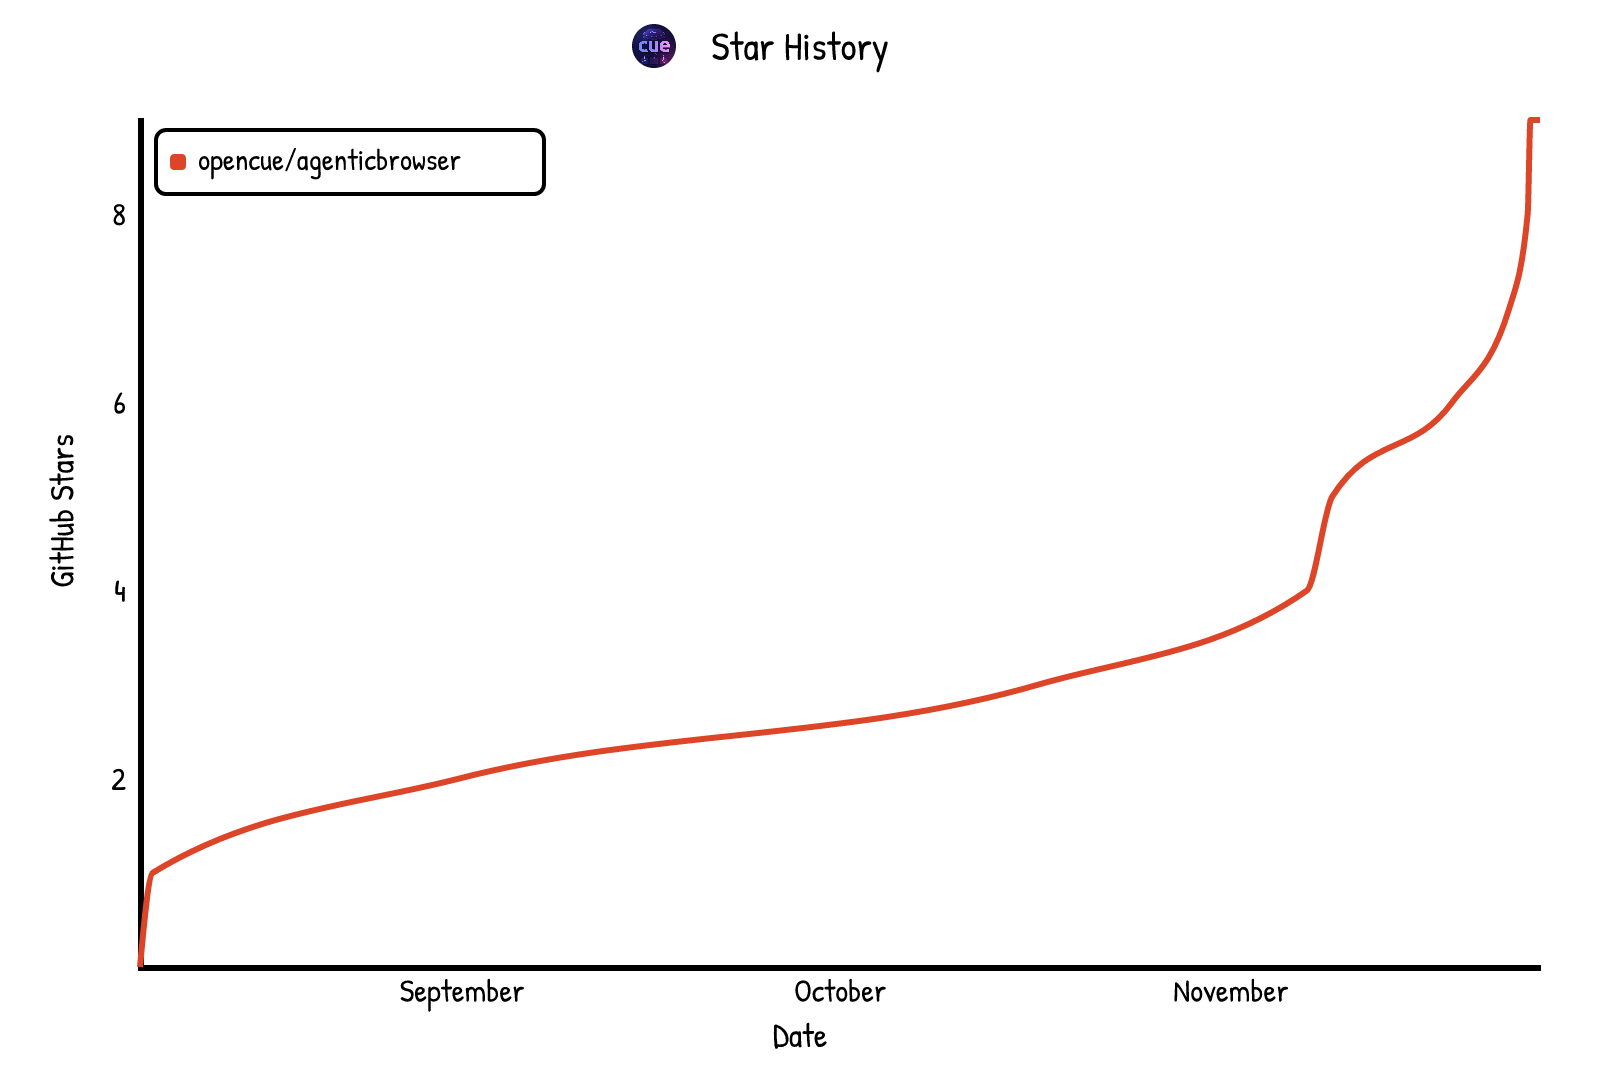 cue
Star History
opencue/agenticbrowser
8
6
4
2
GitHub Stars
September
October
November
Date